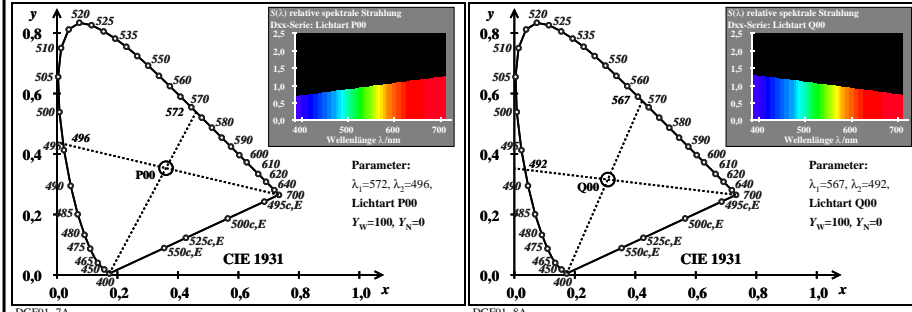 y
0,8
0,6
0,4
0,2
0,0
0,0 0,2 0,4 0,6 0,8 1,0 x
520
525
510
535
550
505
560
572 570
500
580
590
495 496
600
610
620
P00
640
700
490
495c,E
485
500c,E
480
525c,E
475
550c,E
465
450
400
CIE 1931
S(λ) relative spektrale Strahlung
Dxx-Serie: Lichtart P00
2,5
2,0
1,5
1,0
0,5
0,0
400 500 600 700
Wellenlänge λ/nm
Parameter:
λ1=572, λ2=496,
Lichtart P00
YW=100, YN=0
DGE01-7A
y
0,8
0,6
0,4
0,2
0,0
0,0 0,2 0,4 0,6 0,8 1,0 x
520
525
510
535
550
505
560
567 570
500
580
590
495
492
600
610
620
Q00
640
700
490
495c,E
485
500c,E
480
525c,E
475
550c,E
465
450
400
CIE 1931
S(λ) relative spektrale Strahlung
Dxx-Serie: Lichtart Q00
2,5
2,0
1,5
1,0
0,5
0,0
400 500 600 700
Wellenlänge λ/nm
Parameter:
λ1=567, λ2=492,
Lichtart Q00
YW=100, YN=0